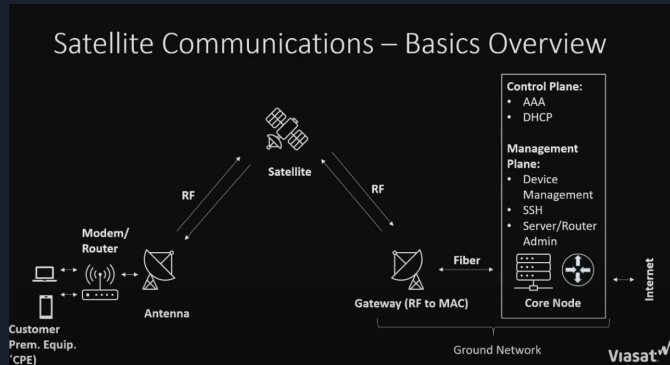 Satellite Communications – Basics Overview
Control Plane:
• AAA
• DHCP
Management
Plane:
• Device
Management
• SSH
• Server/Router
Admin
Satellite
RF
RF
Modem/
Router
Fiber
Antenna
Gateway (RF to MAC)
Core Node
Internet
Customer
Prem. Equip.
'CPE)
Ground Network
Viasat